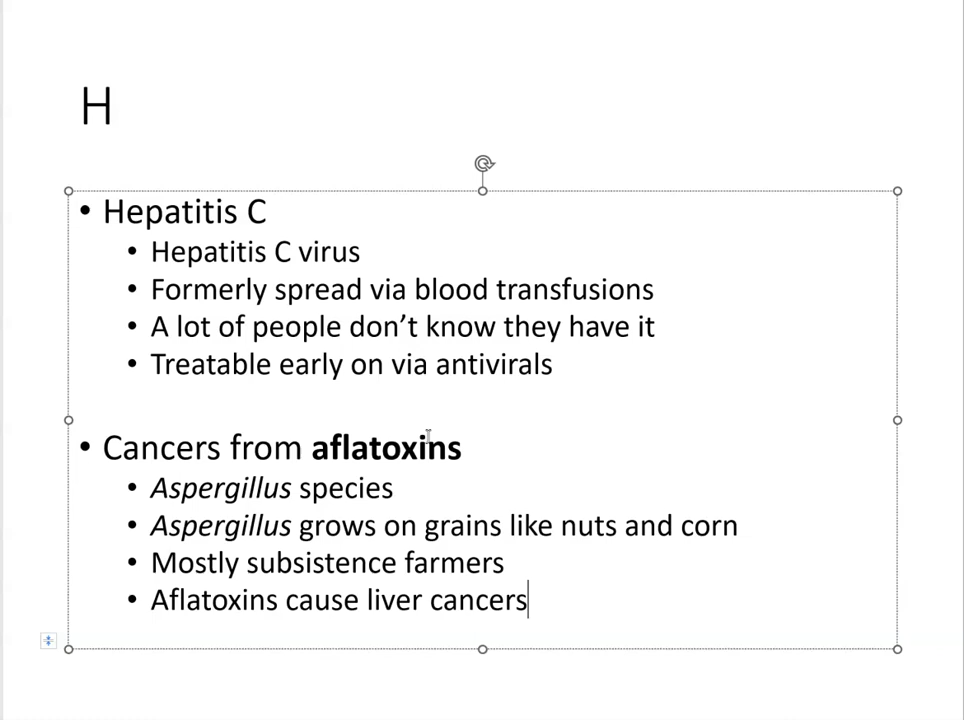 H
• Hepatitis C
• Hepatitis C virus
• Formerly spread via blood transfusions
• A lot of people don’t know they have it
• Treatable early on via antivirals
• Cancers from aflatoxins
• Aspergillus species
• Aspergillus grows on grains like nuts and corn
• Mostly subsistence farmers
• Aflatoxins cause liver cancers